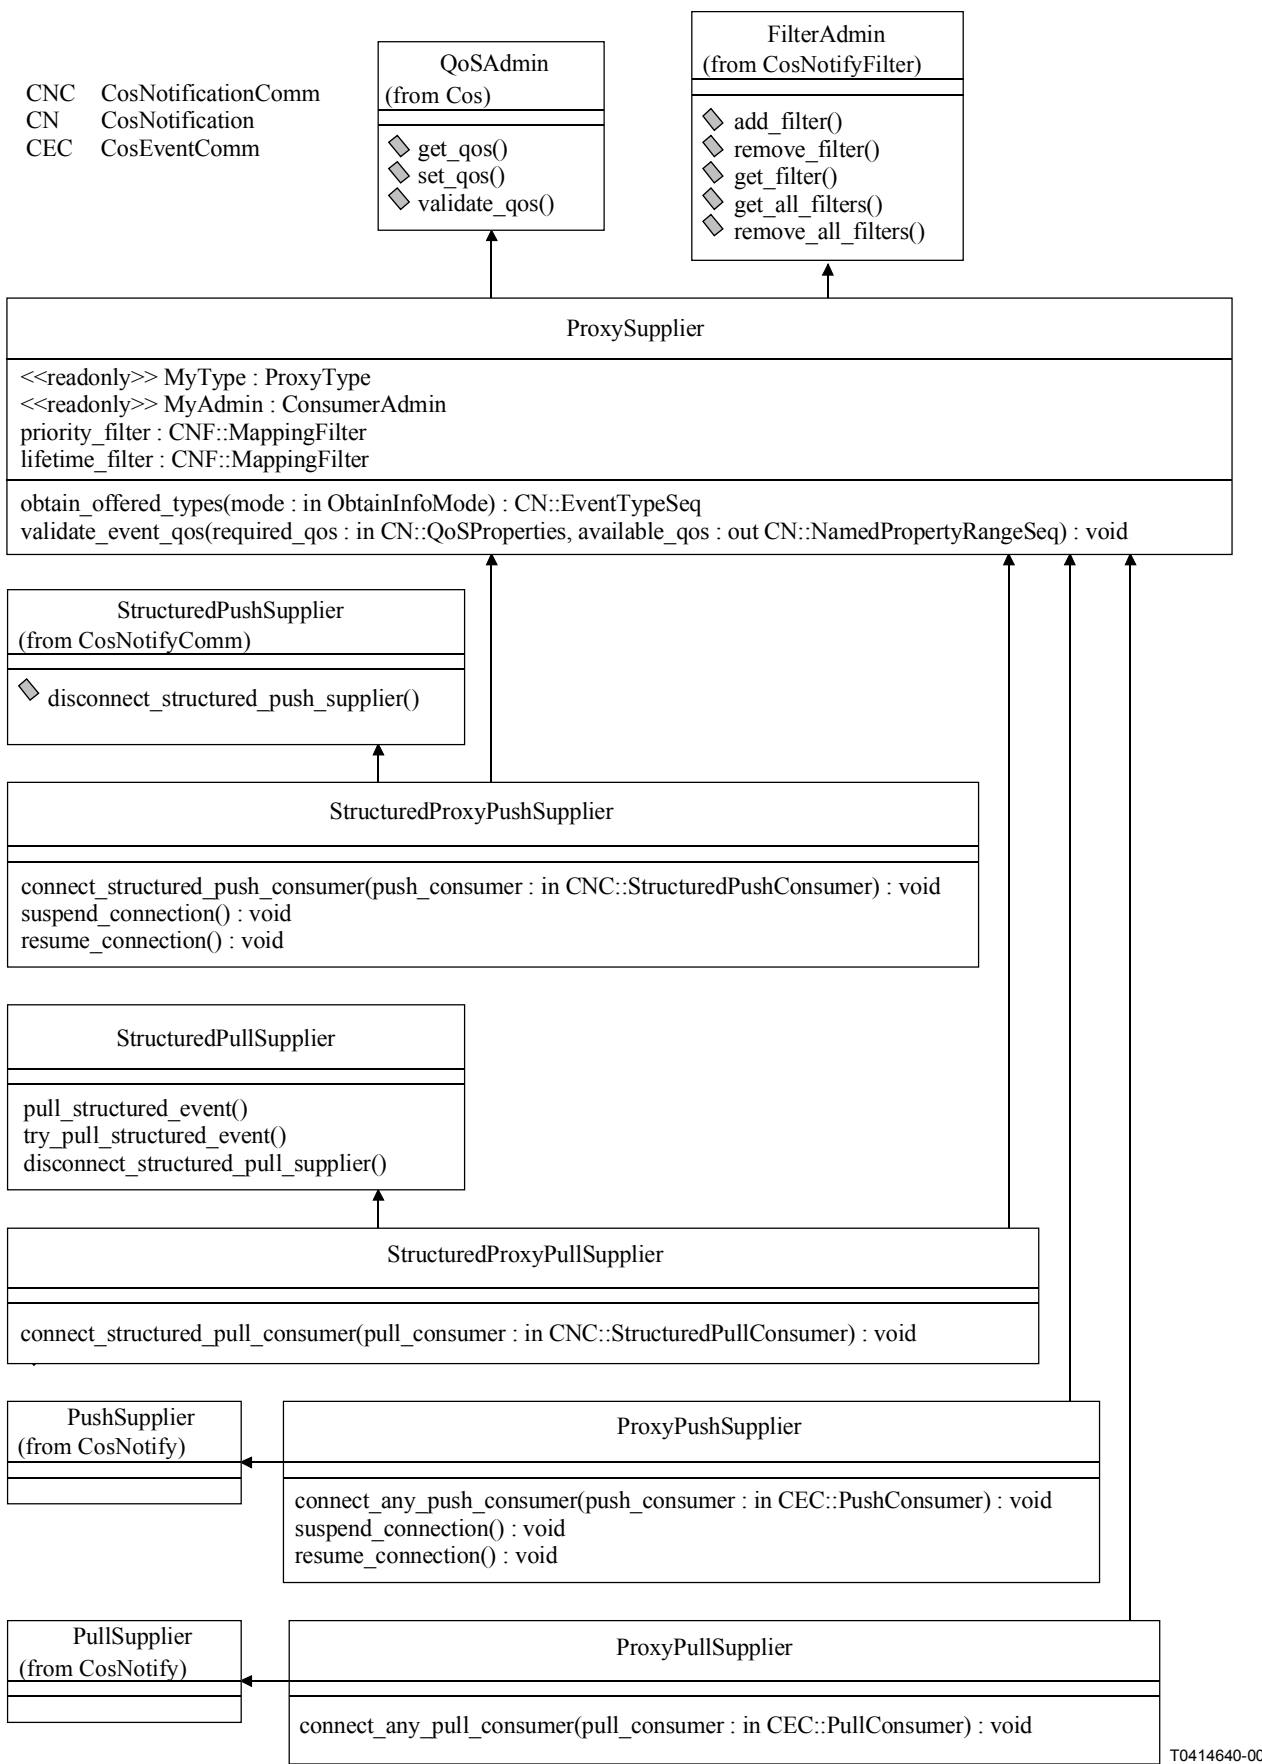 CNC CosNotificationComm
CN CosNotification
CEC CosEventComm
QoSAdmin
(from Cos)
get_qos()
set_qos()
validate_qos()
FilterAdmin
(from CosNotifyFilter)
add_filter()
remove_filter()
get_filter()
get_all_filters()
remove_all_filters()
ProxySupplier
<<readonly>> MyType : ProxyType
<<readonly>> MyAdmin : ConsumerAdmin
priority_filter : CNF::MappingFilter
lifetime_filter : CNF::MappingFilter
obtain_offered_types(mode : in ObtainInfoMode) : CN::EventTypeSeq
validate_event_qos(required_qos : in CN::QoSProperties, available_qos : out CN::NamedPropertyRangeSeq) : void
StructuredPushSupplier
(from CosNotifyComm)
disconnect_structured_push_supplier()
StructuredProxyPushSupplier
connect_structured_push_consumer(push_consumer : in CNC::StructuredPushConsumer) : void
suspend_connection() : void
resume_connection() : void
StructuredPullSupplier
pull_structured_event()
try_pull_structured_event()
disconnect_structured_pull_supplier()
StructuredProxyPullSupplier
connect_structured_pull_consumer(pull_consumer : in CNC::StructuredPullConsumer) : void
PushSupplier
(from CosNotify)
ProxyPushSupplier
connect_any_push_consumer(push_consumer : in CEC::PushConsumer) : void
suspend_connection() : void
resume_connection() : void
PullSupplier
(from CosNotify)
ProxyPullSupplier
connect_any_pull_consumer(pull_consumer : in CEC::PullConsumer) : void
T0414640-00